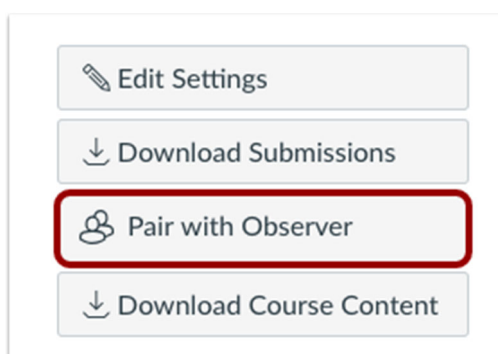 Edit Settings
Download Submissions
Pair with Observer
Download Course Content